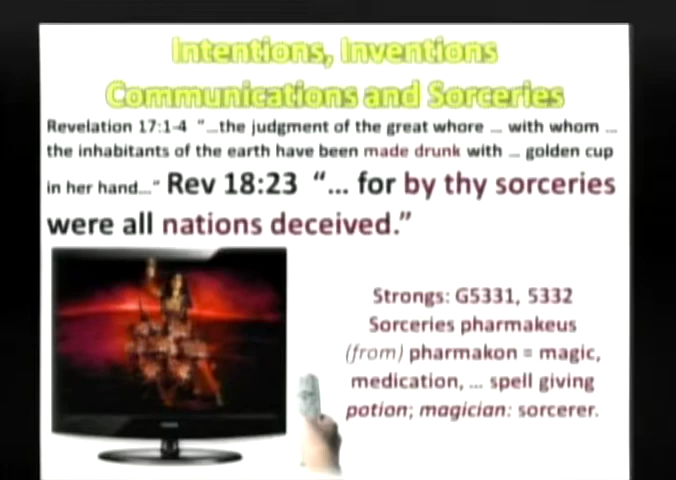 Intentions, Inventions
Communications and Sorceries
Revelation 17:1-4 "...the judgment of the great whore ... with whom ...
the inhabitants of the earth have been made drunk with ... golden cup
in her hand..." Rev 18:23 "... for by thy sorceries
were all nations deceived."
Strongs: G5331, 5332
Sorceries pharmakeus
(from) pharmakon = magic,
medication, ... spell giving
potion; magician: sorcerer.